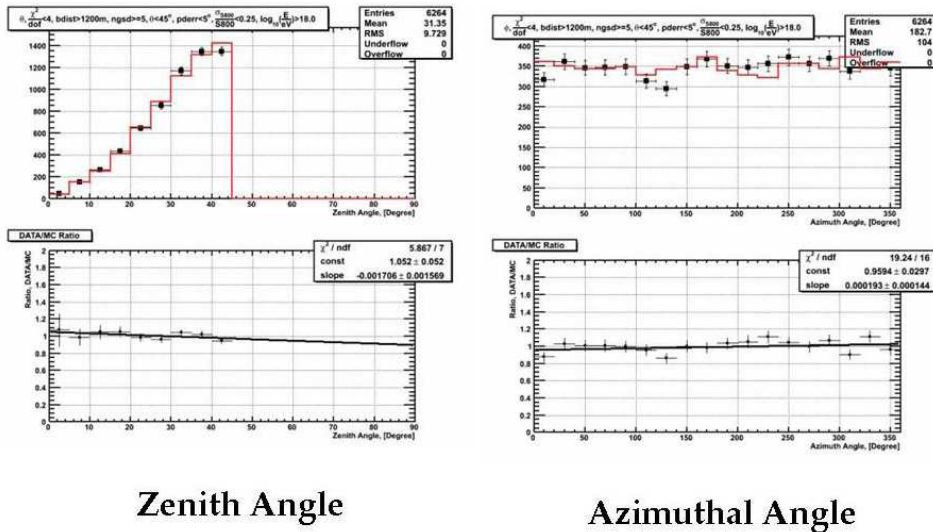 θ, χ²/dof<4, bdist>1200m, ngsd>=5, θ<45°, pderr<5°, σS800/S800<0.25, log10(E/eV)>18.0
Entries 6264
Mean 31.35
RMS 9.729
Underflow 0
Overflow 0
1400
1200
1000
800
600
400
200
0
0 10 20 30 40 50 60 70 80 90
Zenith Angle, [Degree]
DATA/MC Ratio
χ² / ndf 5.867 / 7
const 1.052 ± 0.052
slope -0.001706 ± 0.001569
Ratio, DATA/MC
2
1.8
1.6
1.4
1.2
1
0.8
0.6
0.4
0.2
0
0 10 20 30 40 50 60 70 80 90
Zenith Angle, [Degree]
Zenith Angle
ϕ, χ²/dof<4, bdist>1200m, ngsd>=5, θ<45°, pderr<5°, σS800/S800<0.25, log10(E/eV)>18.0
Entries 6264
Mean 182.7
RMS 104
Underflow 0
Overflow 0
400
350
300
250
200
150
100
50
0
0 50 100 150 200 250 300 350
Azimuth Angle, [Degree]
DATA/MC Ratio
χ² / ndf 19.24 / 16
const 0.9594 ± 0.0297
slope 0.000193 ± 0.000144
Ratio, DATA/MC
2
1.8
1.6
1.4
1.2
1
0.8
0.6
0.4
0.2
0
0 50 100 150 200 250 300 350
Azimuth Angle, [Degree]
Azimuthal Angle